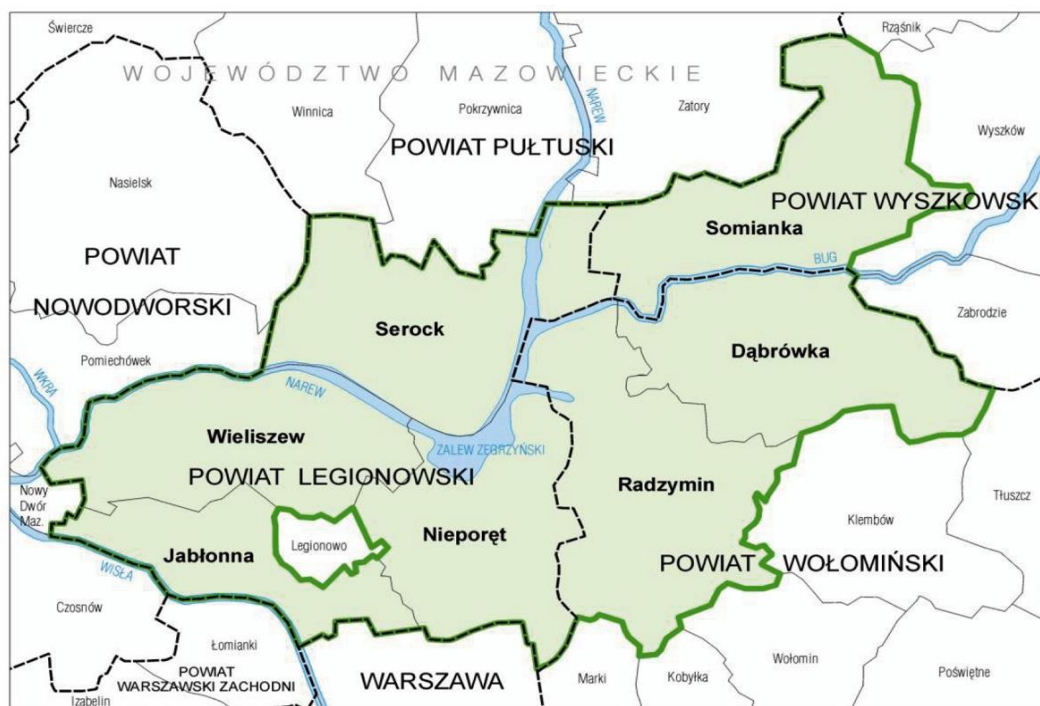 Świercze
Rząśnik
WOJEWÓDZTWO MAZOWIECKIE
Winnica
Pokrzywnica
NAREW
Zatory
Wyszków
POWIAT PUŁTUSKI
Nasielsk
POWIAT WYSZKOWSKI
Somianka
POWIAT
NOWODWORSKI
BUG
Serock
Zabrodzie
Dąbrówka
Pomiechówek
WKRA
NAREW
Wieliszew
ZALEW ZEGRZYŃSKI
POWIAT LEGIONOWSKI
Radzymin
Nowy
Dwór
Maz.
Tłuszcz
Klembów
Nieporęt
Legionowo
Jabłonna
POWIAT WOŁOMIŃSKI
WISŁA
Czosnów
Łomianki
Wołomin
POWIAT
WARSZAWSKI ZACHODNI
WARSZAWA
Marki
Kobyłka
Poświętne
Izabelin